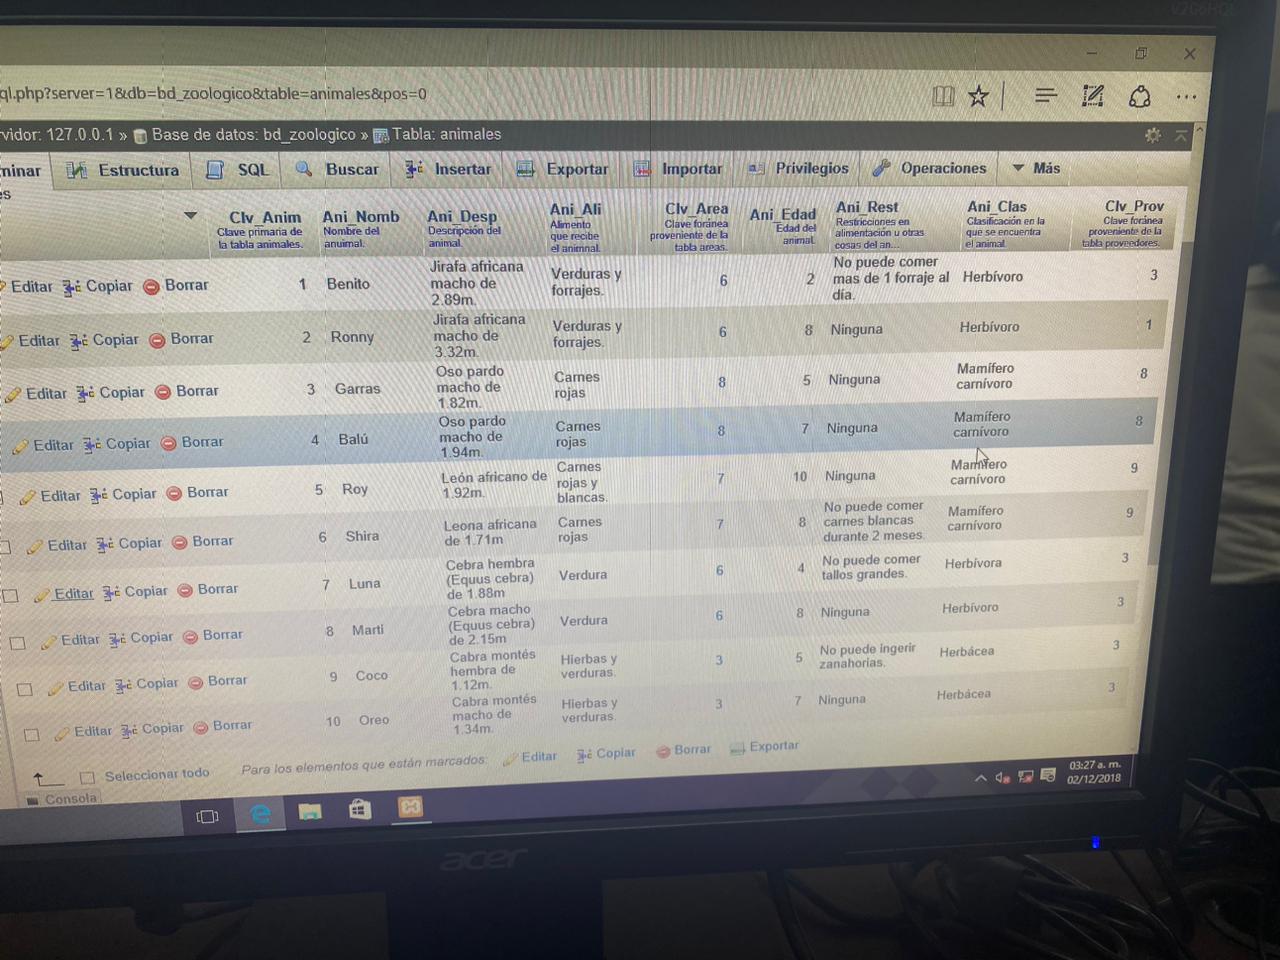 V2G6HQL
ql.php?server=1&db=bd_zoologico&table=animales&pos=0
vidor: 127.0.0.1 » Base de datos: bd_zoologico » Tabla: animales
minar Estructura SQL Buscar Insertar Exportar Importar Privilegios Operaciones Más
es
Clv_Anim
Clave primaria de
la tabla animales.
Ani_Nomb
Nombre del
anuimal.
Ani_Desp
Descripción del
animal.
Ani_Ali
Alimento
que recibe
el animnal.
Clv_Area
Clave foránea
proveniente de la
tabla areas.
Ani_Edad
Edad del
animal.
Ani_Rest
Restricciones en
alimentación u otras
cosas del an...
Ani_Clas
Clasificación en la
que se encuentra
el animal.
Clv_Prov
Clave foránea
proveniente de la
tabla proveedores.
Editar Copiar Borrar 1 Benito
Jirafa africana
macho de
2.89m.
Verduras y
forrajes.
6 2
No puede comer
mas de 1 forraje al
día.
Herbívoro 3
Editar Copiar Borrar 2 Ronny
Jirafa africana
macho de
3.32m.
Verduras y
forrajes.
6 8 Ninguna Herbívoro 1
Editar Copiar Borrar 3 Garras
Oso pardo
macho de
1.82m.
Carnes
rojas
8 5 Ninguna
Mamífero
carnívoro
8
Editar Copiar Borrar 4 Balú
Oso pardo
macho de
1.94m.
Carnes
rojas
8 7 Ninguna
Mamífero
carnívoro
8
Editar Copiar Borrar 5 Roy
León africano de
1.92m.
Carnes
rojas y
blancas.
7 10 Ninguna
Mamífero
carnívoro
9
Editar Copiar Borrar 6 Shira
Leona africana
de 1.71m
Carnes
rojas
7 8
No puede comer
carnes blancas
durante 2 meses.
Mamífero
carnívoro
9
Editar Copiar Borrar 7 Luna
Cebra hembra
(Equus cebra)
de 1.88m
Verdura 6 4
No puede comer
tallos grandes.
Herbívora 3
Editar Copiar Borrar 8 Marti
Cebra macho
(Equus cebra)
de 2.15m
Verdura 6 8 Ninguna Herbívoro 3
Editar Copiar Borrar 9 Coco
Cabra montés
hembra de
1.12m.
Hierbas y
verduras.
3 5
No puede ingerir
zanahorias.
Herbácea 3
Editar Copiar Borrar 10 Oreo
Cabra montés
macho de
1.34m.
Hierbas y
verduras.
3 7 Ninguna Herbácea 3
Seleccionar todo Para los elementos que están marcados: Editar Copiar Borrar Exportar
Consola
03:27 a. m.
02/12/2018
acer